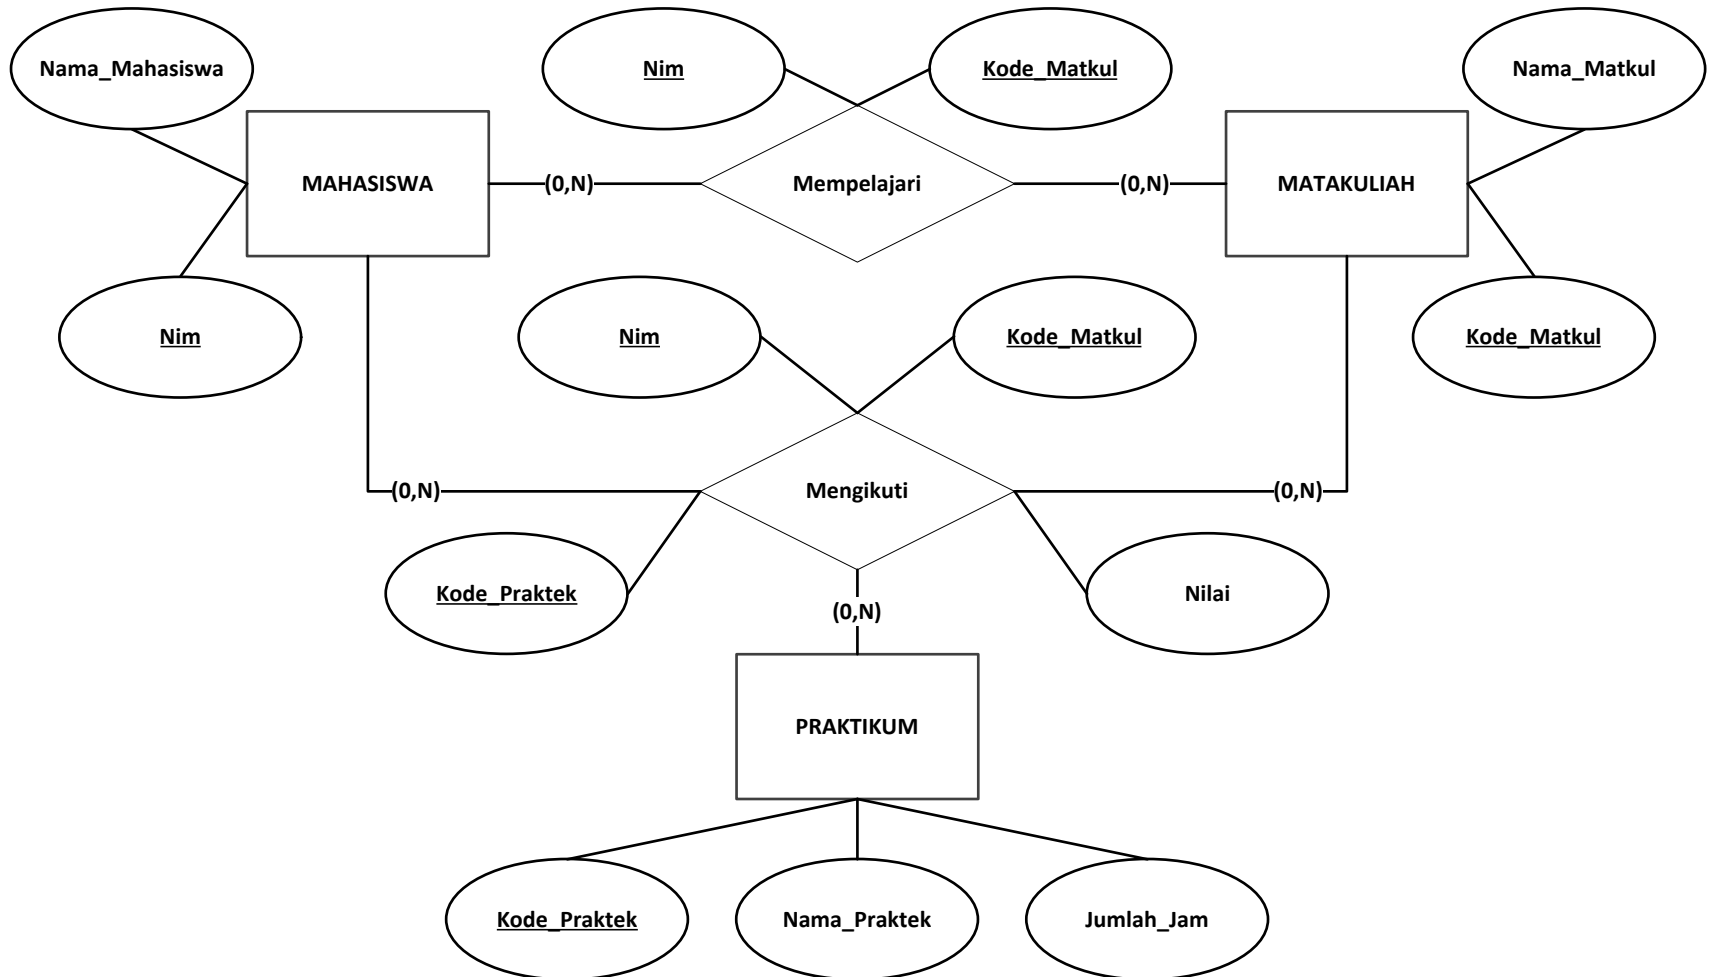 Nama_Mahasiswa
Nim
Kode_Matkul
Nama_Matkul
MAHASISWA
(0,N)
Mempelajari
(0,N)
MATAKULIAH
Nim
Nim
Kode_Matkul
Kode_Matkul
(0,N)
Mengikuti
(0,N)
Kode_Praktek
Nilai
(0,N)
PRAKTIKUM
Kode_Praktek
Nama_Praktek
Jumlah_Jam